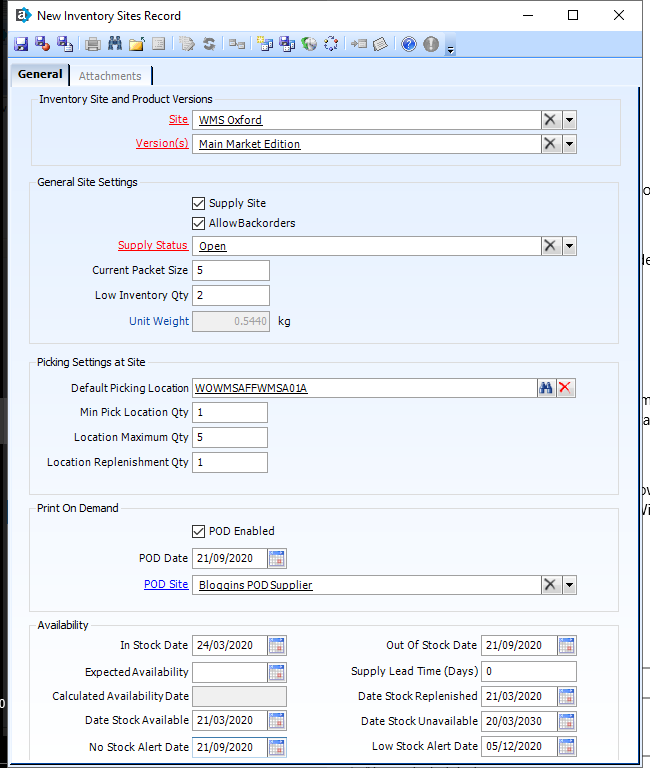 New Inventory Sites Record
General Attachments
Inventory Site and Product Versions
Site WMS Oxford
Version(s) Main Market Edition
General Site Settings
Supply Site
Allow Backorders
Supply Status Open
Current Packet Size 5
Low Inventory Qty 2
Unit Weight 0.5440 kg
Picking Settings at Site
Default Picking Location WOWMSAFFWMSA01A
Min Pick Location Qty 1
Location Maximum Qty 5
Location Replenishment Qty 1
Print On Demand
POD Enabled
POD Date 21/09/2020
POD Site Bloggins POD Supplier
Availability
In Stock Date 24/03/2020 Out Of Stock Date 21/09/2020
Expected Availability Supply Lead Time (Days) 0
Calculated Availability Date Date Stock Replenished 21/03/2020
Date Stock Available 21/03/2020 Date Stock Unavailable 20/03/2030
No Stock Alert Date 21/09/2020 Low Stock Alert Date 05/12/2020